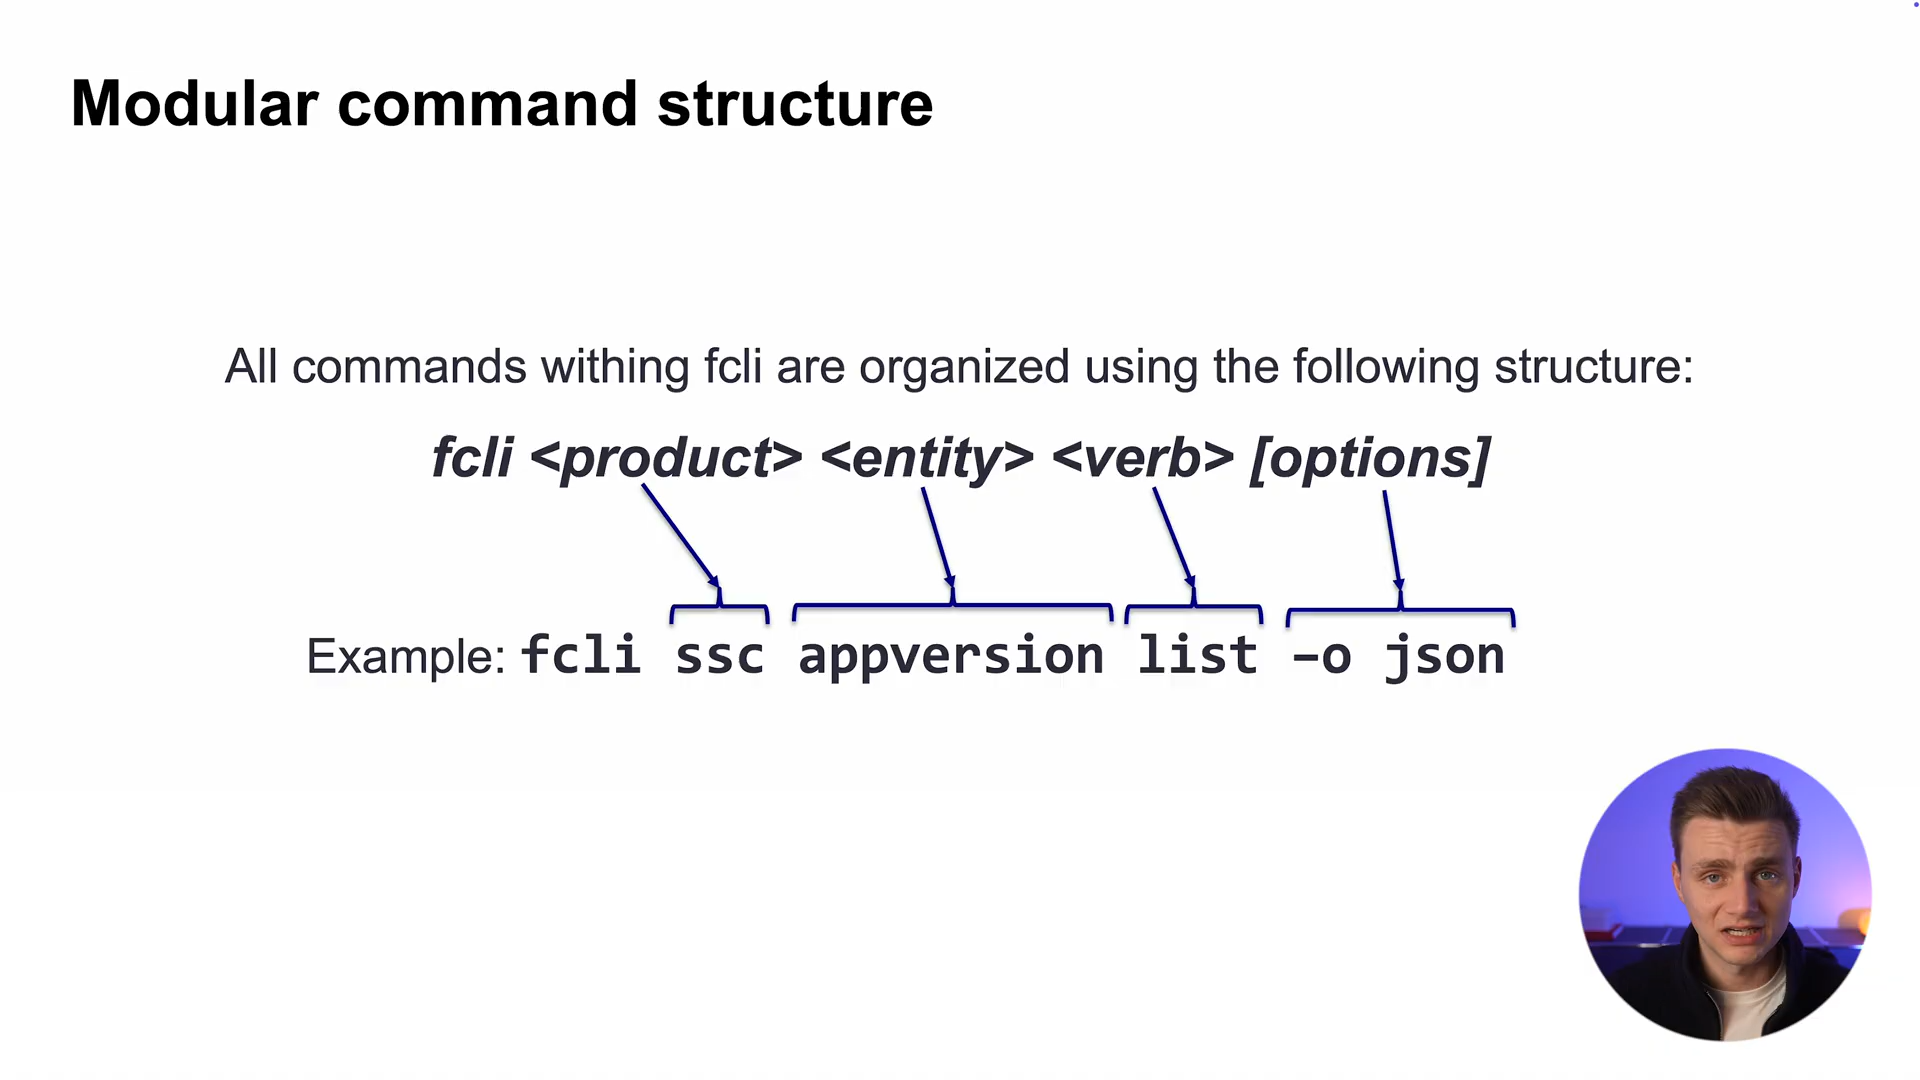 Modular command structure
All commands withing fcli are organized using the following structure:
fcli <product> <entity> <verb> [options]
Example: fcli ssc appversion list –o json